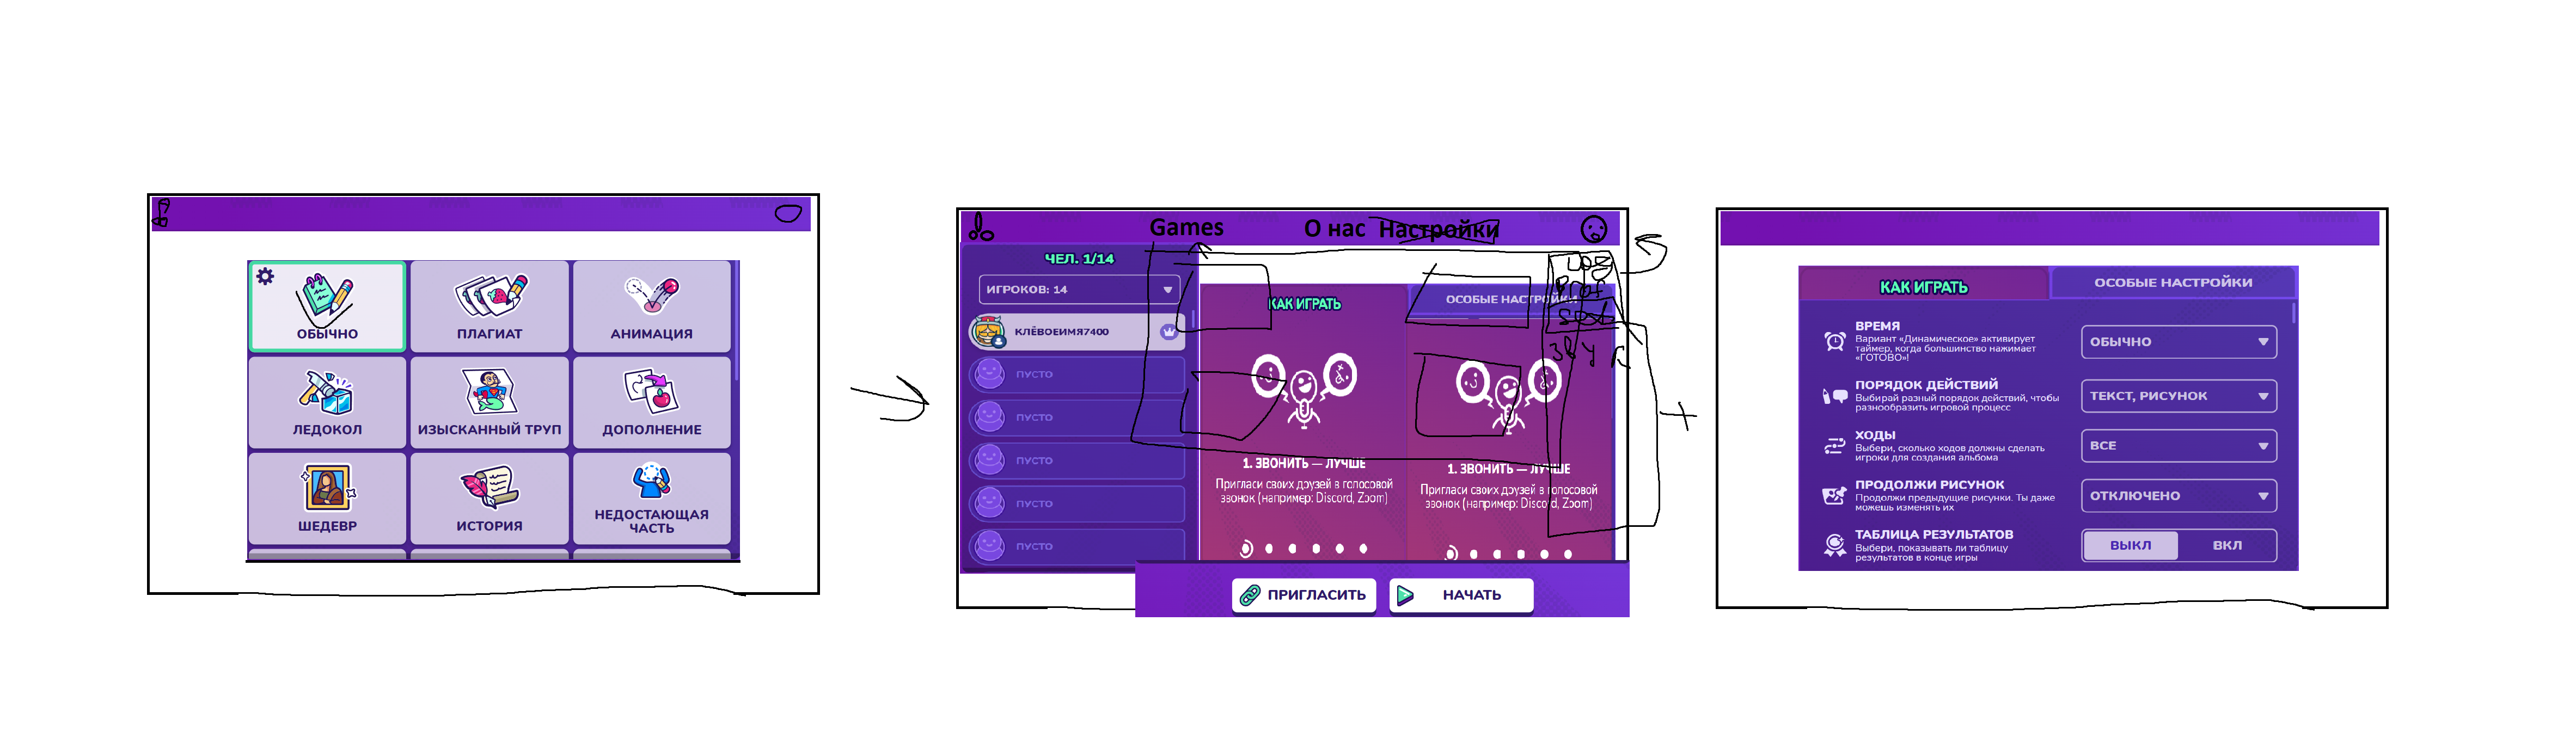 ОБЫЧНО
ПЛАГИАТ
АНИМАЦИЯ
ЛЕДОКОЛ
ИЗЫСКАННЫЙ ТРУП
ДОПОЛНЕНИЕ
ШЕДЕВР
ИСТОРИЯ
НЕДОСТАЮЩАЯ
ЧАСТЬ
Games
О нас
Настройки
ЧЕЛ. 1/14
ИГРОКОВ: 14
КЛЁВОЕИМЯ7400
ПУСТО
ПУСТО
ПУСТО
ПУСТО
ПУСТО
КАК ИГРАТЬ
ОСОБЫЕ НАСТРОЙКИ
1. ЗВОНИТЬ — ЛУЧШЕ
Пригласи своих друзей в голосовой
звонок (например: Discord, Zoom)
1. ЗВОНИТЬ — ЛУЧШЕ
Пригласи своих друзей в голосовой
звонок (например: Discord, Zoom)
Prof
звук
ПРИГЛАСИТЬ
НАЧАТЬ
КАК ИГРАТЬ
ОСОБЫЕ НАСТРОЙКИ
ВРЕМЯ
Вариант «Динамическое» активирует
таймер, когда большинство нажимает
«ГОТОВО»!
ОБЫЧНО
ПОРЯДОК ДЕЙСТВИЙ
Выбирай разный порядок действий, чтобы
разнообразить игровой процесс
ТЕКСТ, РИСУНОК
ХОДЫ
Выбери, сколько ходов должны сделать
игроки для создания альбома
ВСЕ
ПРОДОЛЖИ РИСУНОК
Продолжи предыдущие рисунки. Ты даже
можешь изменять их
ОТКЛЮЧЕНО
ТАБЛИЦА РЕЗУЛЬТАТОВ
Выбери, показывать ли таблицу
результатов в конце игры
ВЫКЛ
ВКЛ